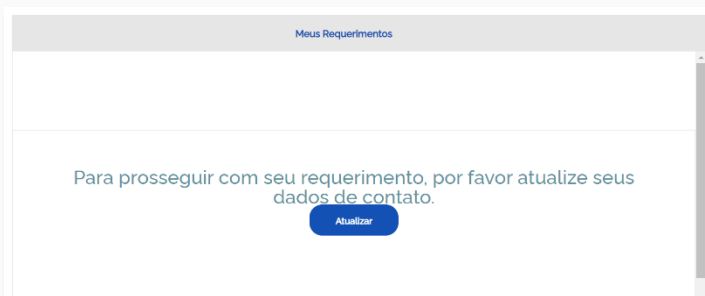 Meus Requerimentos
Para prosseguir com seu requerimento, por favor atualize seus
dados de contato.
Atualizar